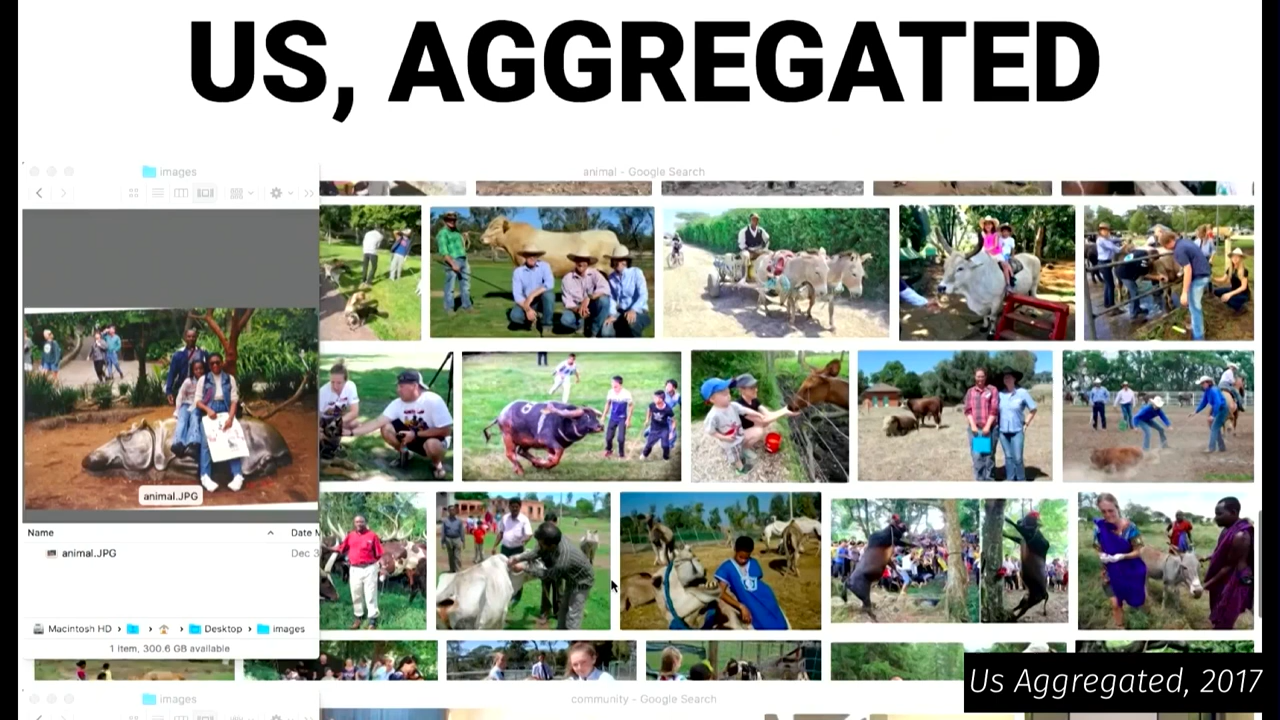 US, AGGREGATED
images
animal - Google Search
animal.JPG
Name
Date M
animal.JPG
Dec 3
Macintosh HD
Desktop
images
1 item, 300.6 GB available
Us Aggregated, 2017
images
community - Google Search